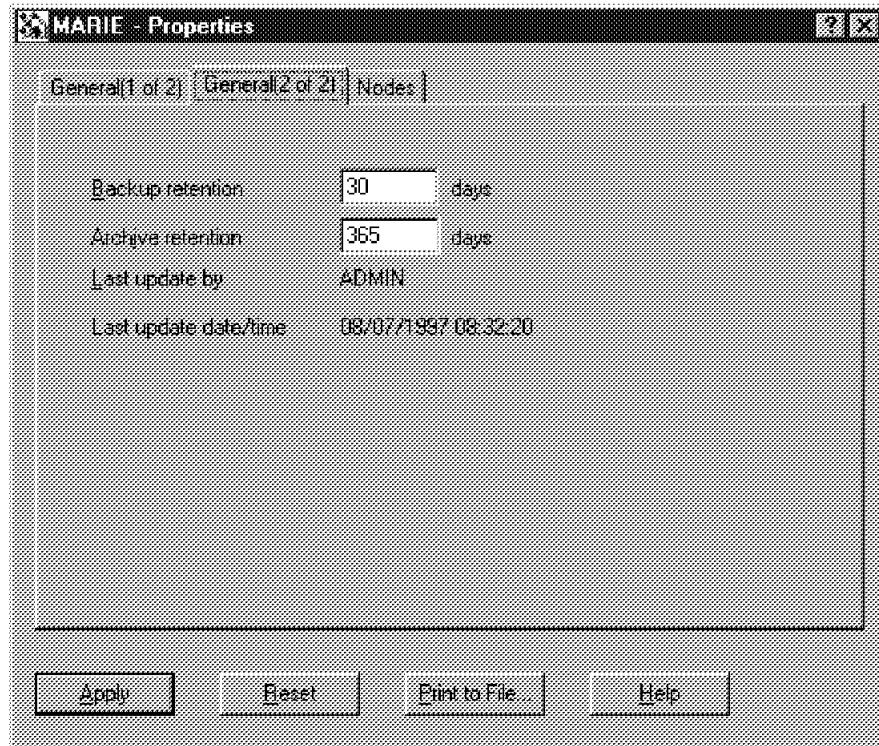 MARIE - Properties
General(1 of 2) General(2 of 2) Nodes
Backup retention 30 days
Archive retention 365 days
Last update by ADMIN
Last update date/time 08/07/1997 08:32:20
Apply Reset Print to File... Help